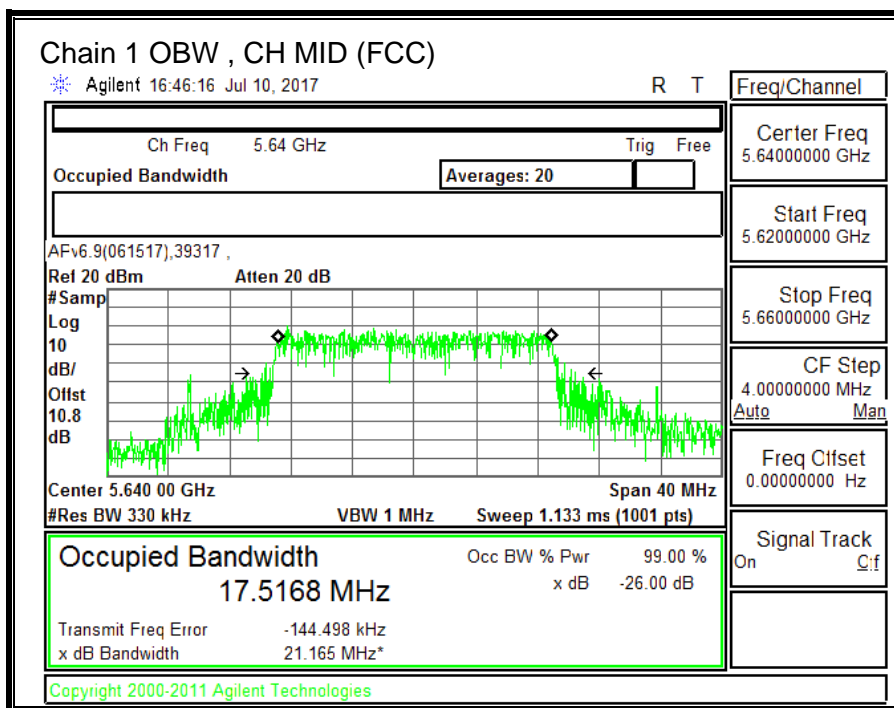 Chain 1 OBW , CH MID (FCC)
Agilent 16:46:16 Jul 10, 2017 R T
Freq/Channel
Ch Freq 5.64 GHz Trig Free
Occupied Bandwidth Averages: 20
Center Freq
5.64000000 GHz
Start Freq
5.62000000 GHz
Stop Freq
5.66000000 GHz
CF Step
4.00000000 MHz
Auto Man
Freq Offset
0.00000000 Hz
Signal Track
On Off
AFv6.9(061517),39317 ,
Ref 20 dBm Atten 20 dB
#Samp
Log
10
dB/
Offst
10.8
dB
Center 5.640 00 GHz Span 40 MHz
#Res BW 330 kHz VBW 1 MHz Sweep 1.133 ms (1001 pts)
Occupied Bandwidth Occ BW % Pwr 99.00 %
17.5168 MHz x dB -26.00 dB
Transmit Freq Error -144.498 kHz
x dB Bandwidth 21.165 MHz*
Copyright 2000-2011 Agilent Technologies